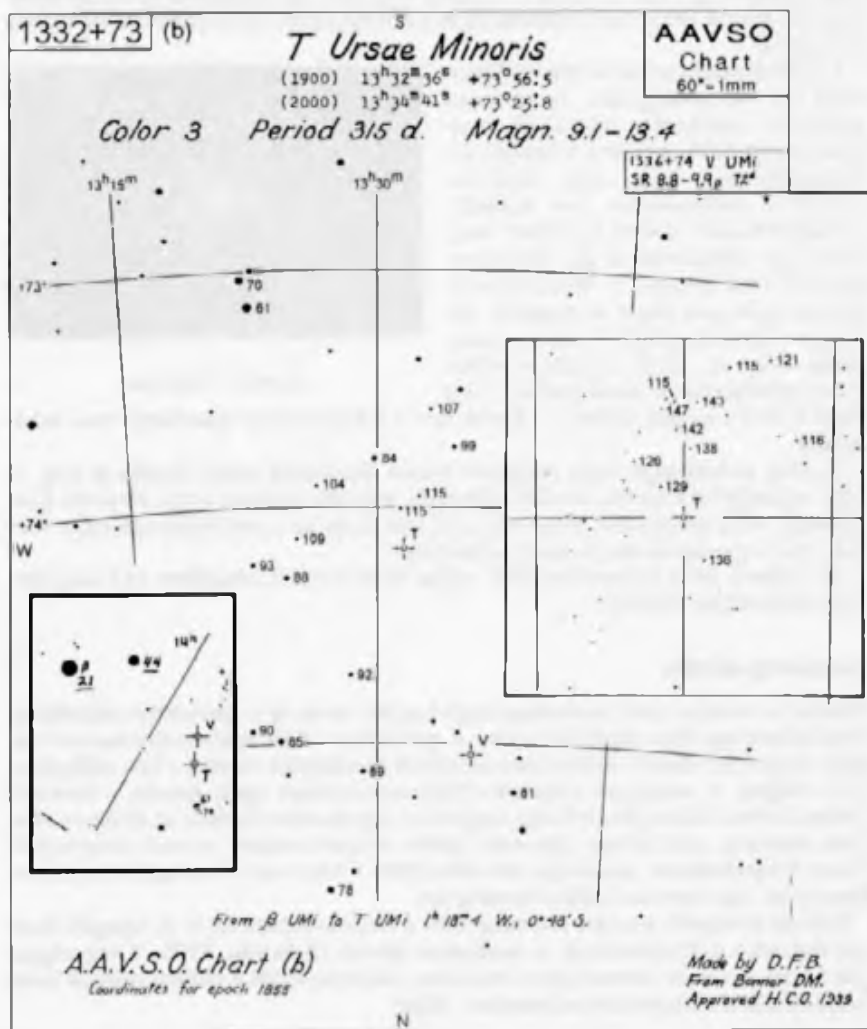 1332+73 (b)
S
T Ursae Minoris
AAVSO
Chart
60"=1mm
(1900) 13ʰ32ᵐ36ˢ +73°56!5
(2000) 13ʰ34ᵐ41ˢ +73°25!8
Color 3 Period 315 d. Magn. 9.1-13.4
1336+74 V UMi
SR 8.8-9.9p 72ᵈ
13ʰ15ᵐ
13ʰ30ᵐ
+73°
70
61
107
99
84
104
115
115
+74°
W
109
T
93
88
115
121
115
147
143
142
116
138
126
129
T
136
14ʰ
β
21
44
T
61
70
92
90
85
V
89
81
78
From β UMi to T UMi, 1ʰ18ᵐ.4 W., 0°48' S.
A.A.V.S.O. Chart (b)
Coordinates for epoch 1855
Made by D.F.B.
From Bonner DM.
Approved H.C.O. 1939
N